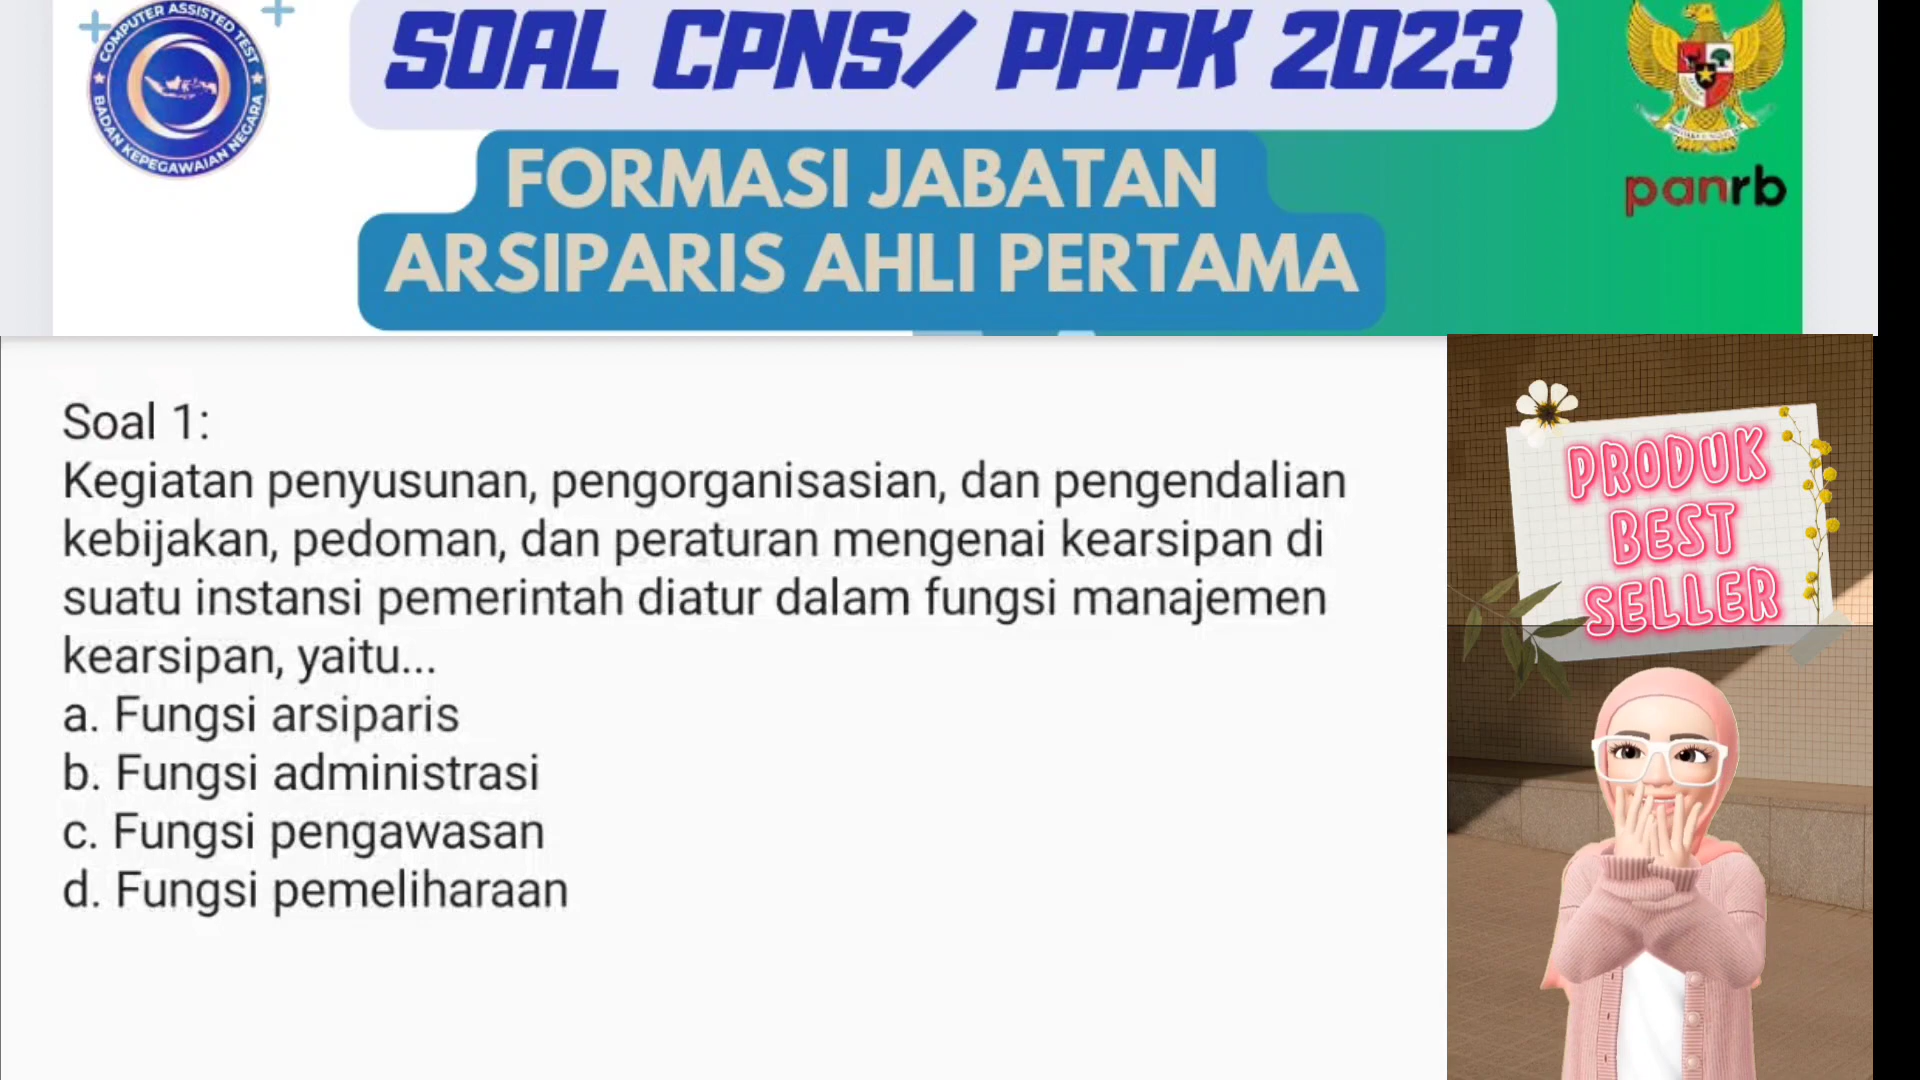 COMPUTER ASSISTED TEST
BADAN KEPEGAWAIAN NEGARA
SOAL CPNS/ PPPK 2023
FORMASI JABATAN
ARSIPARIS AHLI PERTAMA
panrb
Soal 1:
Kegiatan penyusunan, pengorganisasian, dan pengendalian
kebijakan, pedoman, dan peraturan mengenai kearsipan di
suatu instansi pemerintah diatur dalam fungsi manajemen
kearsipan, yaitu...
a. Fungsi arsiparis
b. Fungsi administrasi
c. Fungsi pengawasan
d. Fungsi pemeliharaan
PRODUK
BEST
SELLER